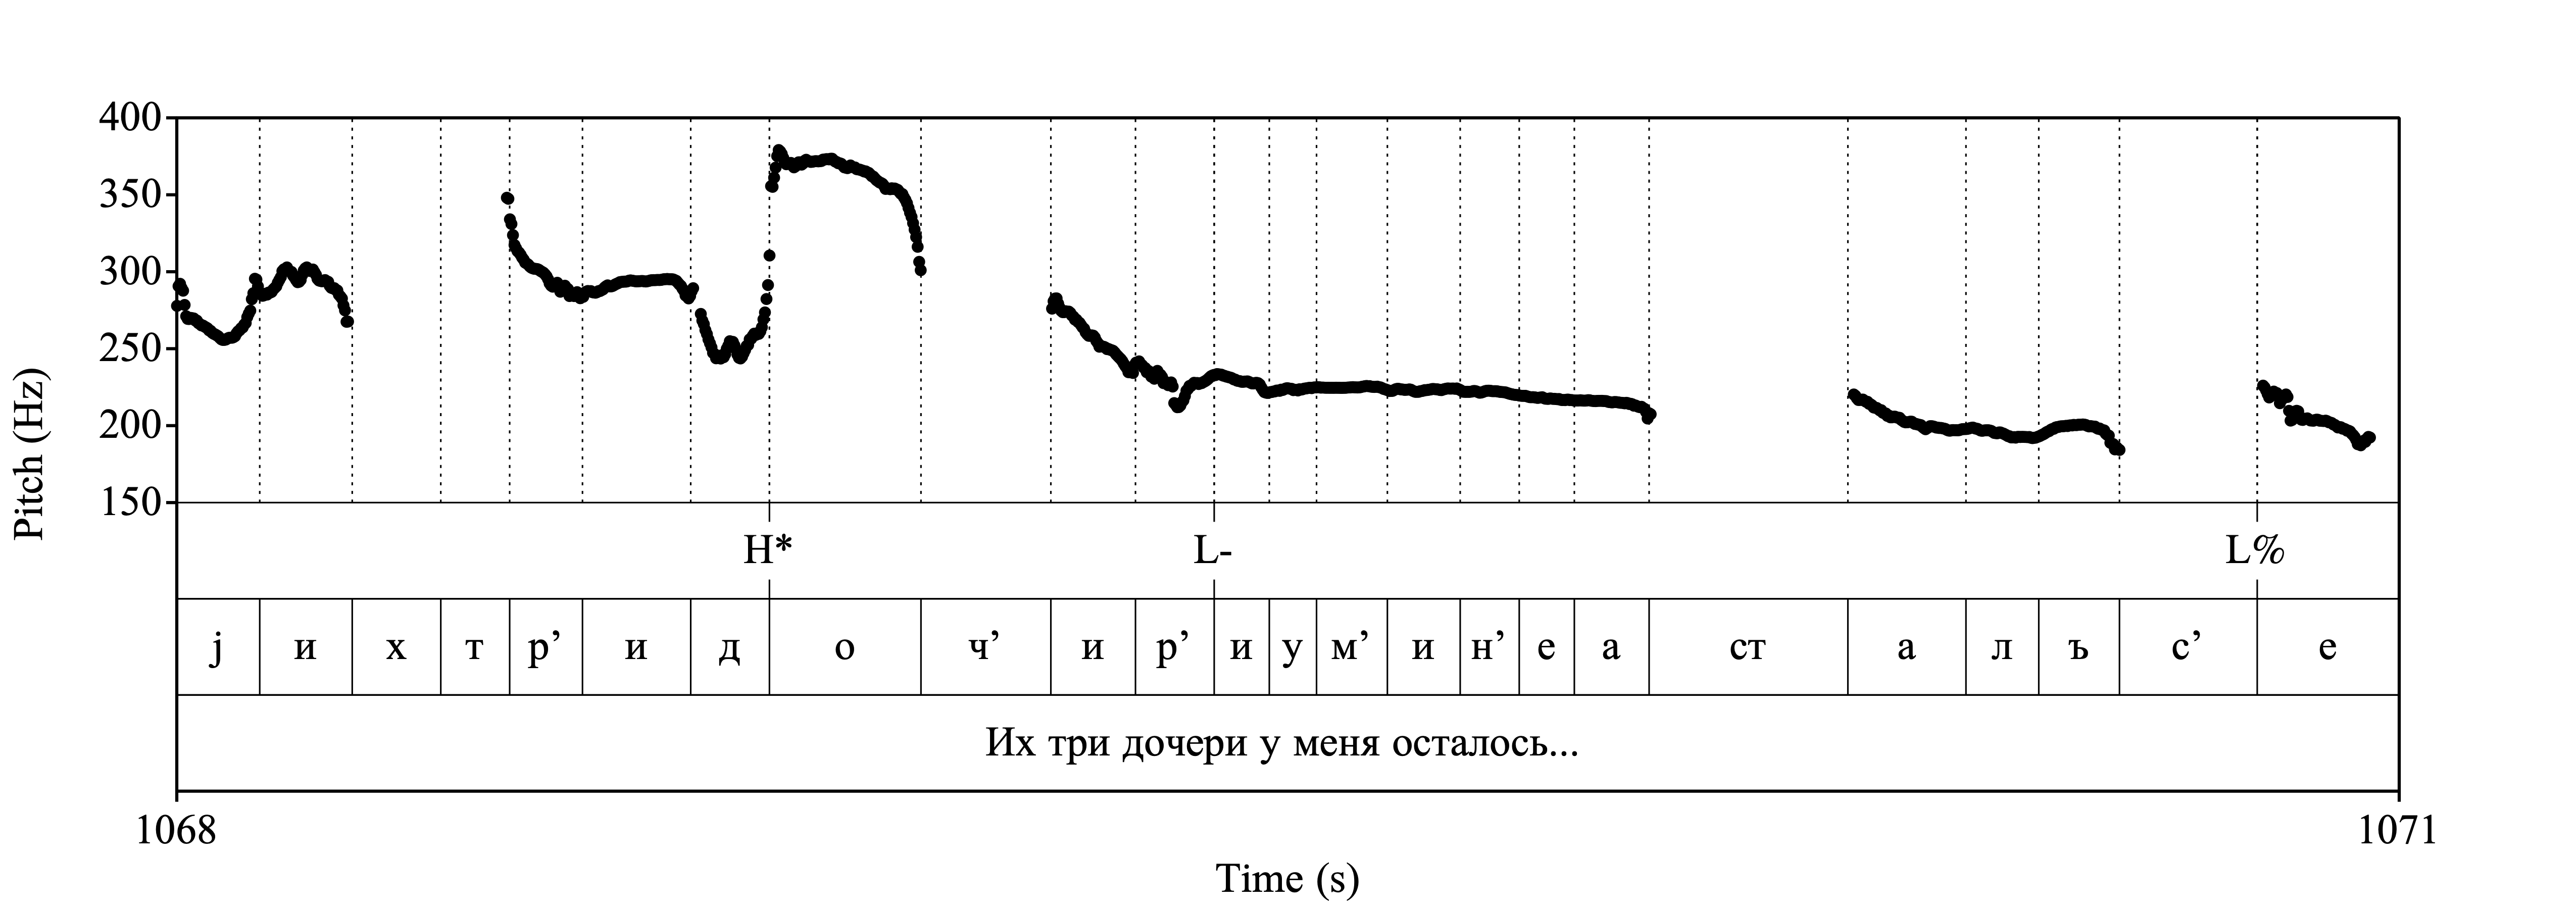 400
350
300
250
200
150
Pitch (Hz)
H* L- L%
ј и х т р’ и д о ч’ и р’ и у м’ и н’ е а ст а л ъ с’ е
Их три дочери у меня осталось...
1068 1071
Time (s)